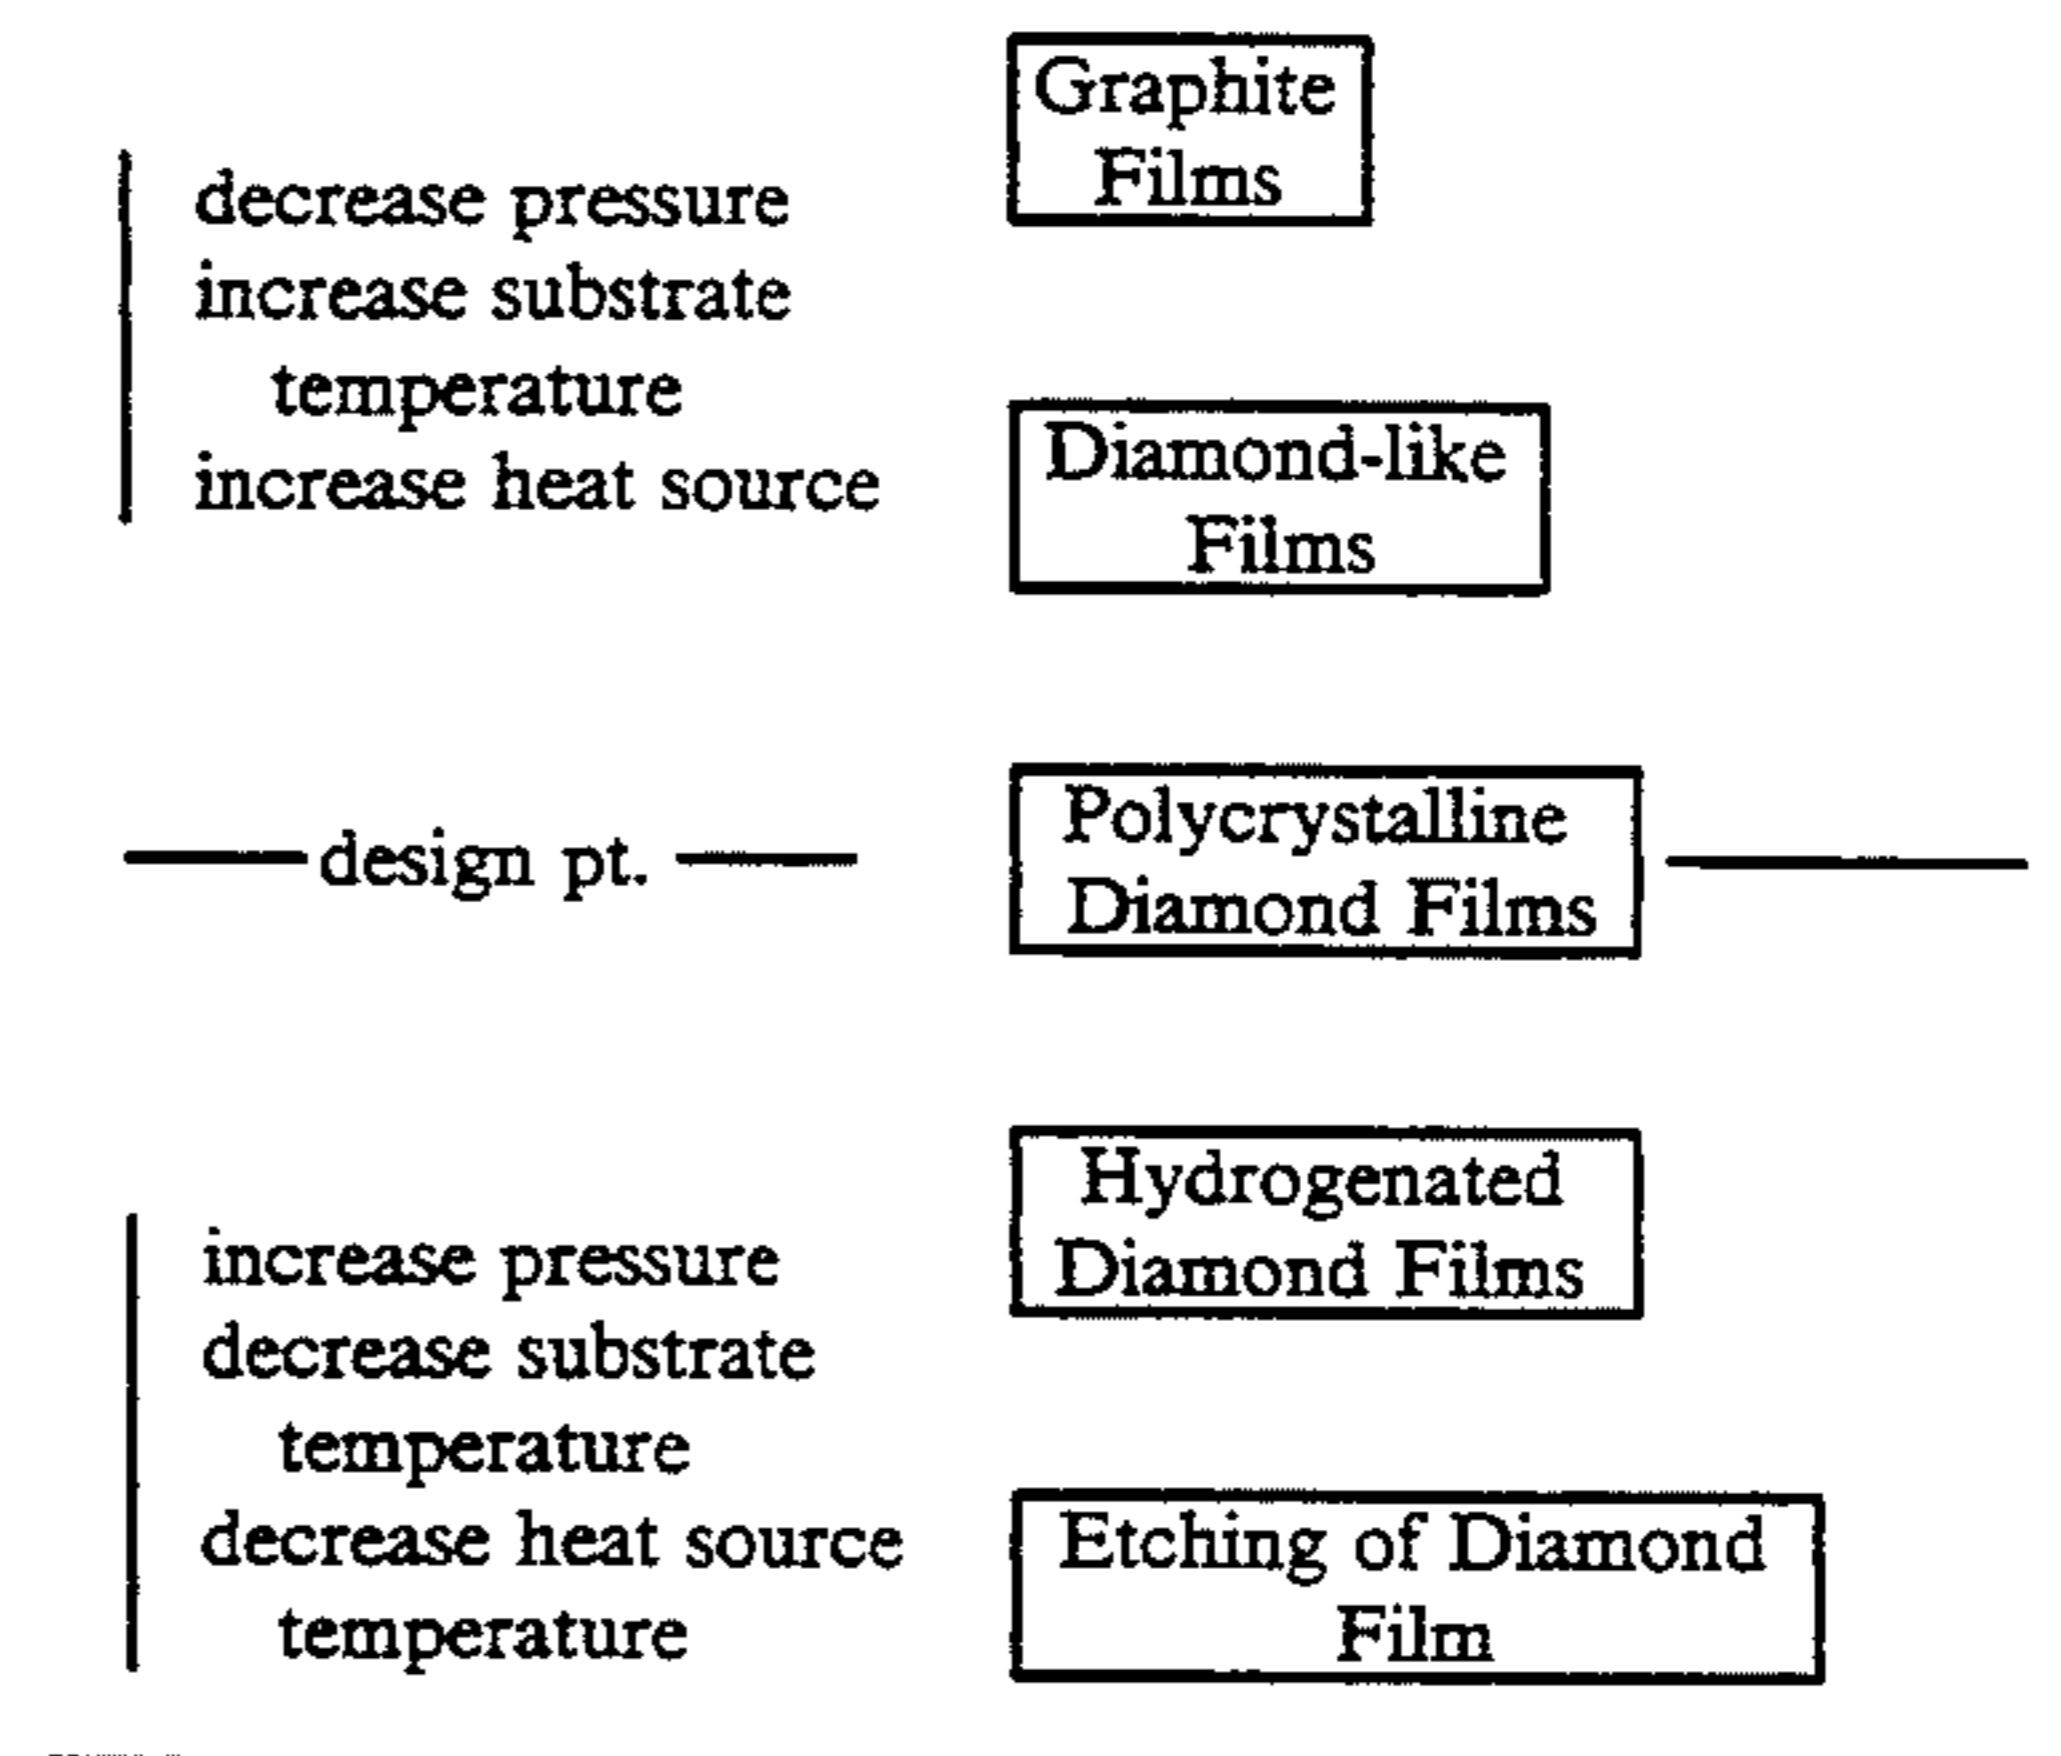 Graphite
Films
decrease pressure
increase substrate
temperature
increase heat source
Diamond-like
Films
design pt.
Polycrystalline
Diamond Films
Hydrogenated
Diamond Films
increase pressure
decrease substrate
temperature
decrease heat source
temperature
Etching of Diamond
Film